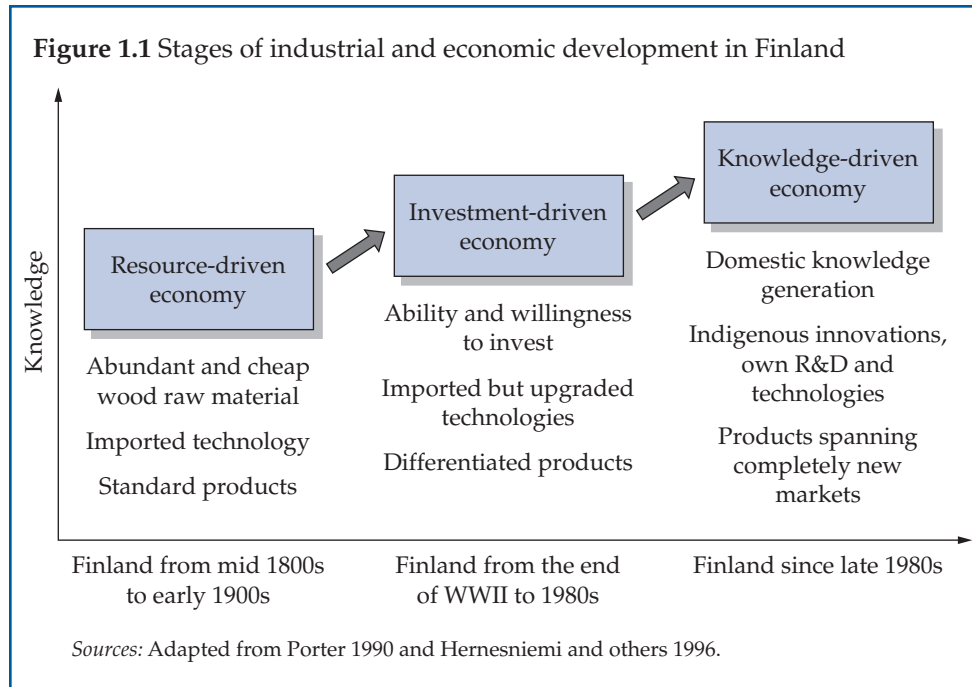 Figure 1.1 Stages of industrial and economic development in Finland
Knowledge
Resource-driven
economy
Abundant and cheap
wood raw material
Imported technology
Standard products
Finland from mid 1800s
to early 1900s
Investment-driven
economy
Ability and willingness
to invest
Imported but upgraded
technologies
Differentiated products
Finland from the end
of WWII to 1980s
Knowledge-driven
economy
Domestic knowledge
generation
Indigenous innovations,
own R&D and
technologies
Products spanning
completely new
markets
Finland since late 1980s
Sources: Adapted from Porter 1990 and Hernesniemi and others 1996.